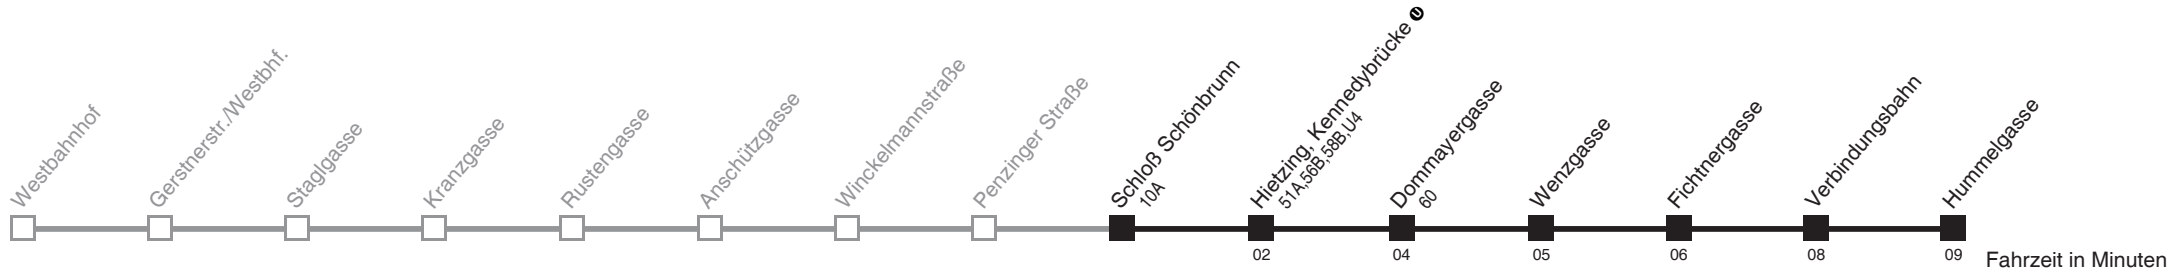 Westbahnhof
Gerstnerstr./Westbhf.
Staglgasse
Kranzgasse
Rustengasse
Anschützgasse
Winckelmannstraße
Penzinger Straße
Schloß Schönbrunn
10A
Hietzing, Kennedybrücke U
51A,56B,58B,U4
Dommayergasse
60
Wenzgasse
Fichtnergasse
Verbindungsbahn
Hummelgasse
02 04 05 06 08 09 Fahrzeit in Minuten